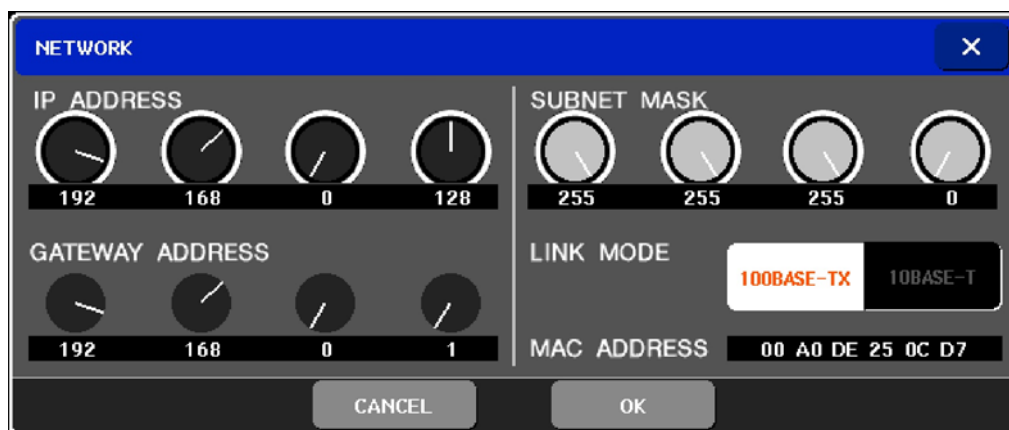 NETWORK
IP ADDRESS
192 168 0 128
SUBNET MASK
255 255 255 0
GATEWAY ADDRESS
192 168 0 1
LINK MODE
100BASE-TX 10BASE-T
MAC ADDRESS 00 A0 DE 25 0C D7
CANCEL OK